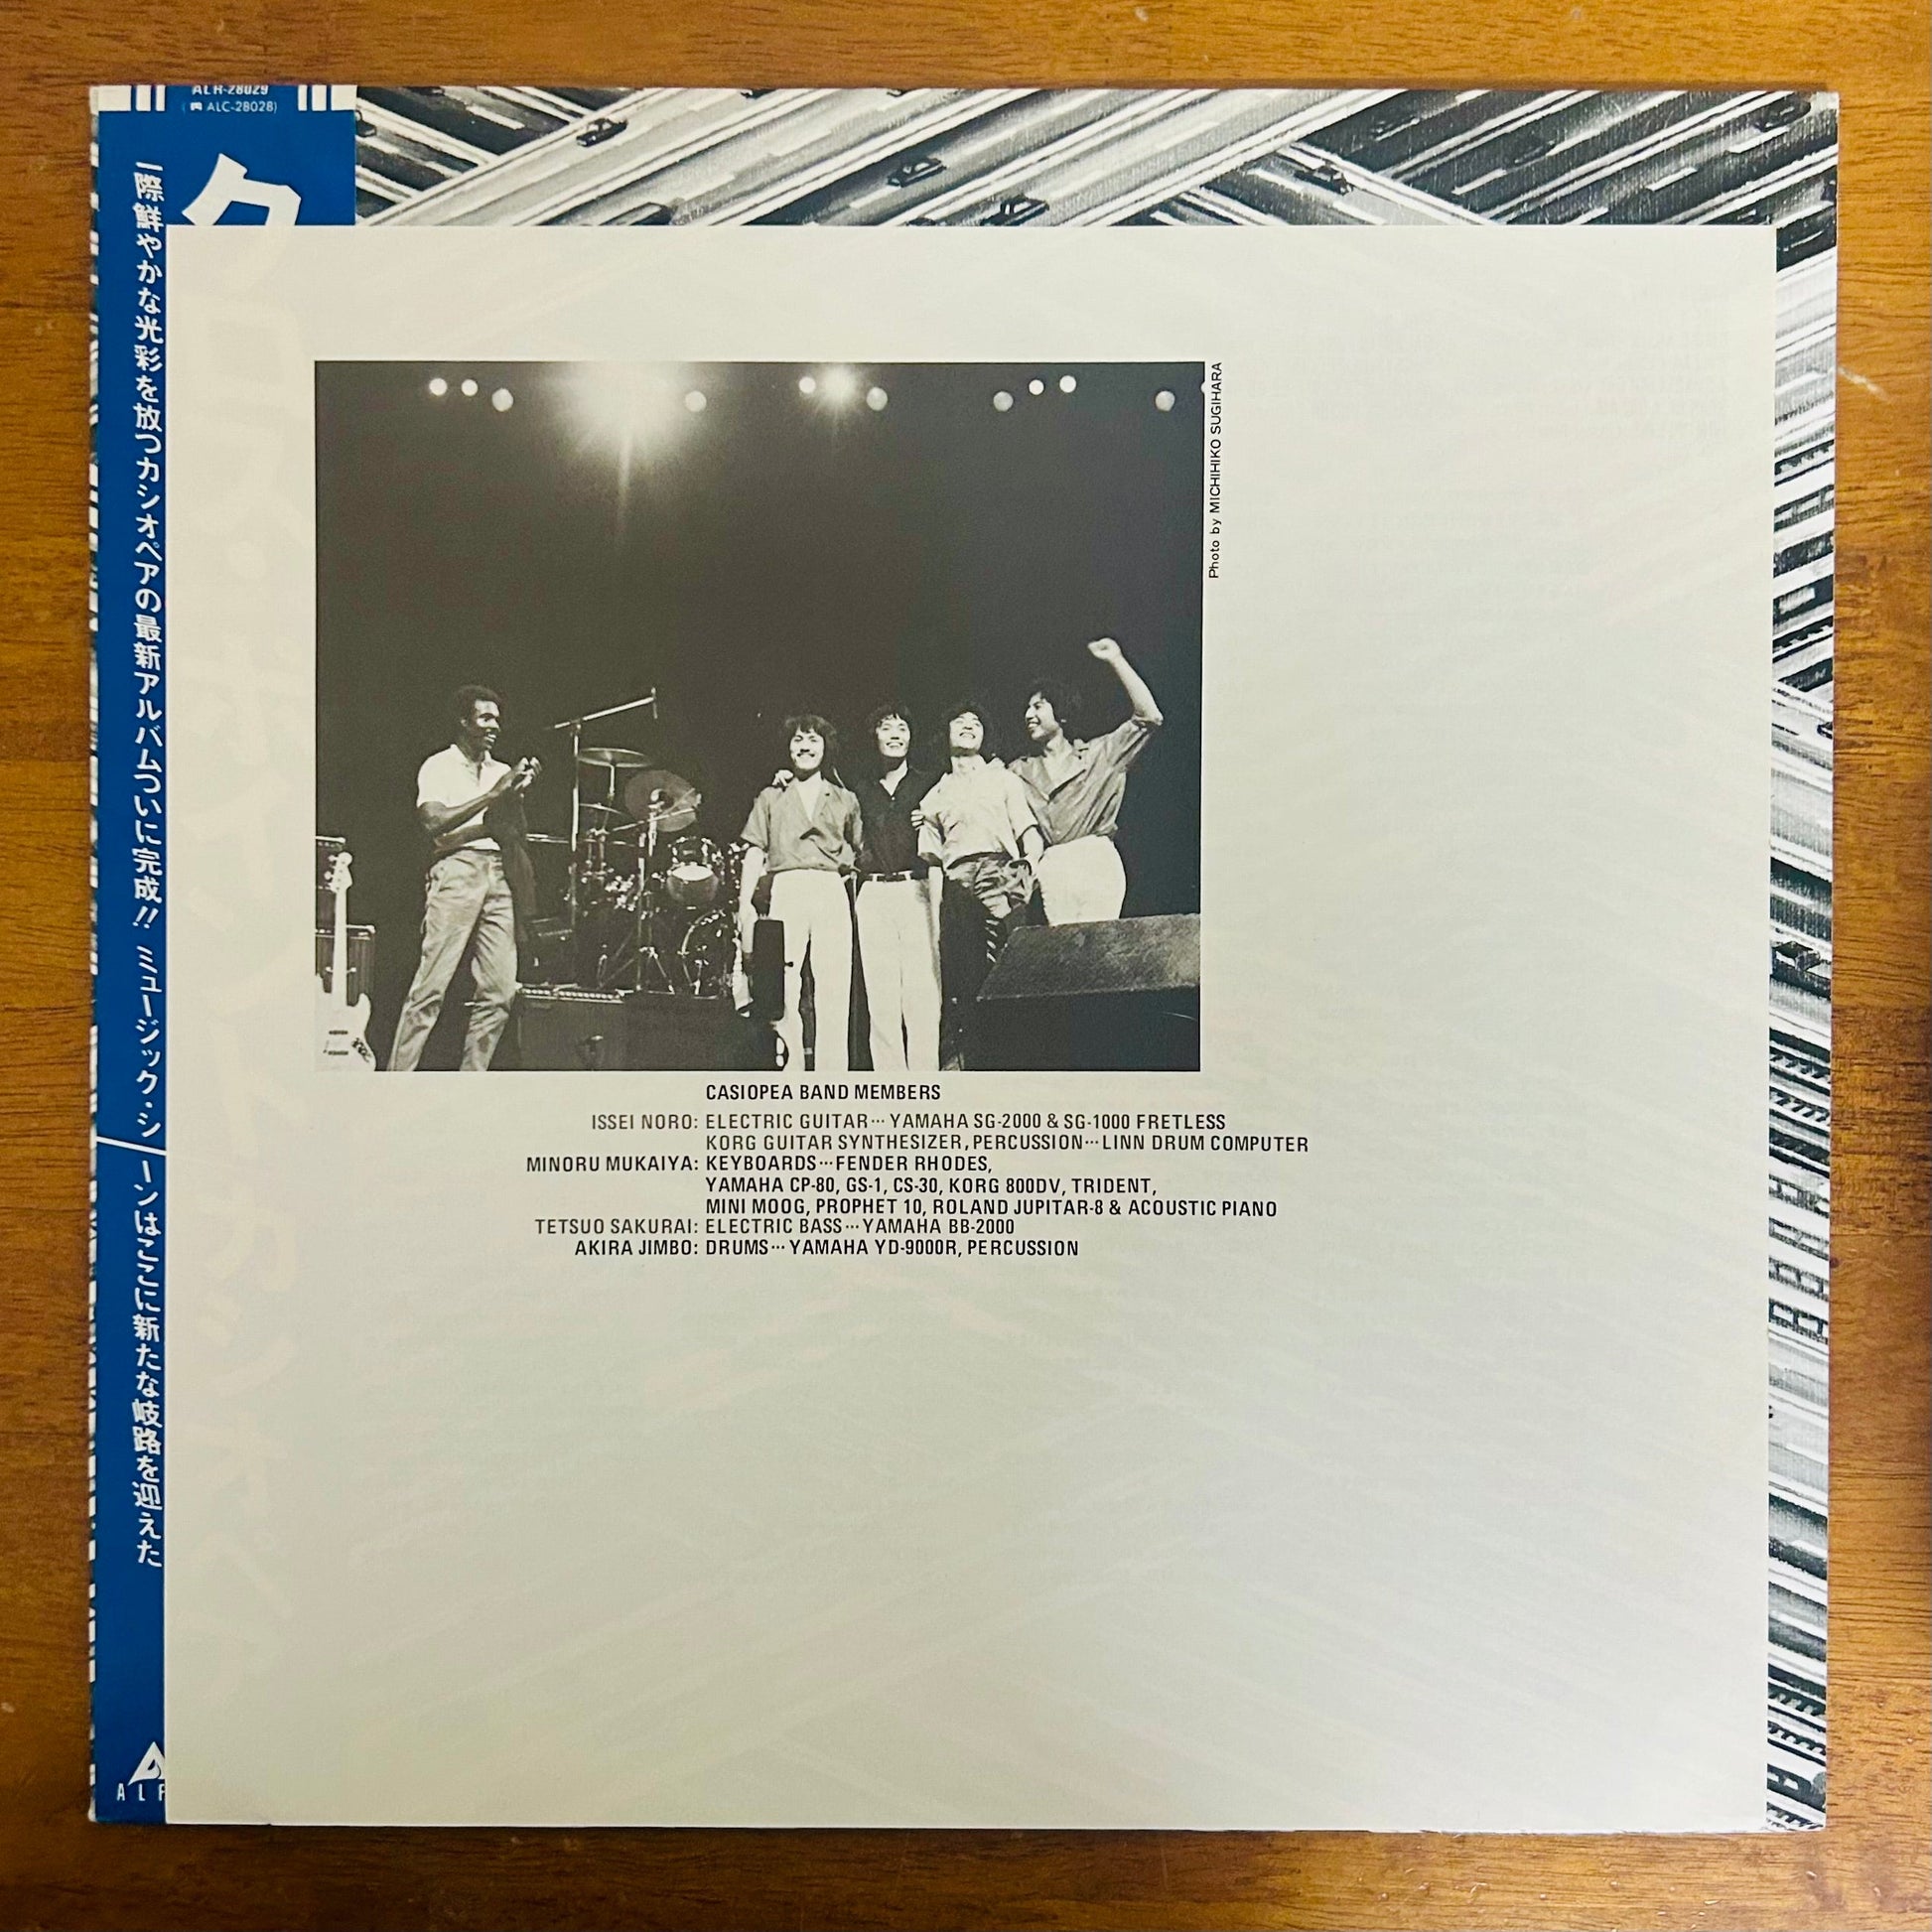 ALR-28029
(ALC-28028)
ク
一際鮮やかな光彩を放つカシオペアの最新アルバムついに完成!! ミュージック・シーンはここに新たな岐路を迎えた
Photo by MICHIHIKO SUGIHARA
CASIOPEA BAND MEMBERS
ISSEI NORO: ELECTRIC GUITAR…YAMAHA SG-2000 & SG-1000 FRETLESS
KORG GUITAR SYNTHESIZER, PERCUSSION…LINN DRUM COMPUTER
MINORU MUKAIYA: KEYBOARDS…FENDER RHODES,
YAMAHA CP-80, GS-1, CS-30, KORG 800DV, TRIDENT,
MINI MOOG, PROPHET 10, ROLAND JUPITAR-8 & ACOUSTIC PIANO
TETSUO SAKURAI: ELECTRIC BASS…YAMAHA BB-2000
AKIRA JIMBO: DRUMS…YAMAHA YD-9000R, PERCUSSION
ALF